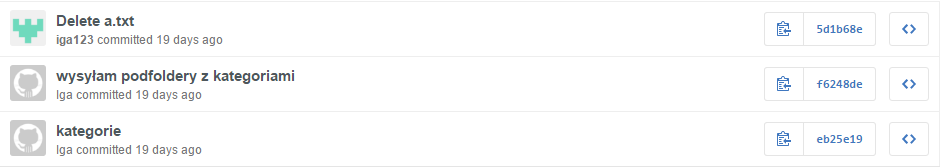 Delete a.txt
iga123 committed 19 days ago
5d1b68e
wysyłam podfoldery z kategoriami
Iga committed 19 days ago
f6248de
kategorie
Iga committed 19 days ago
eb25e19